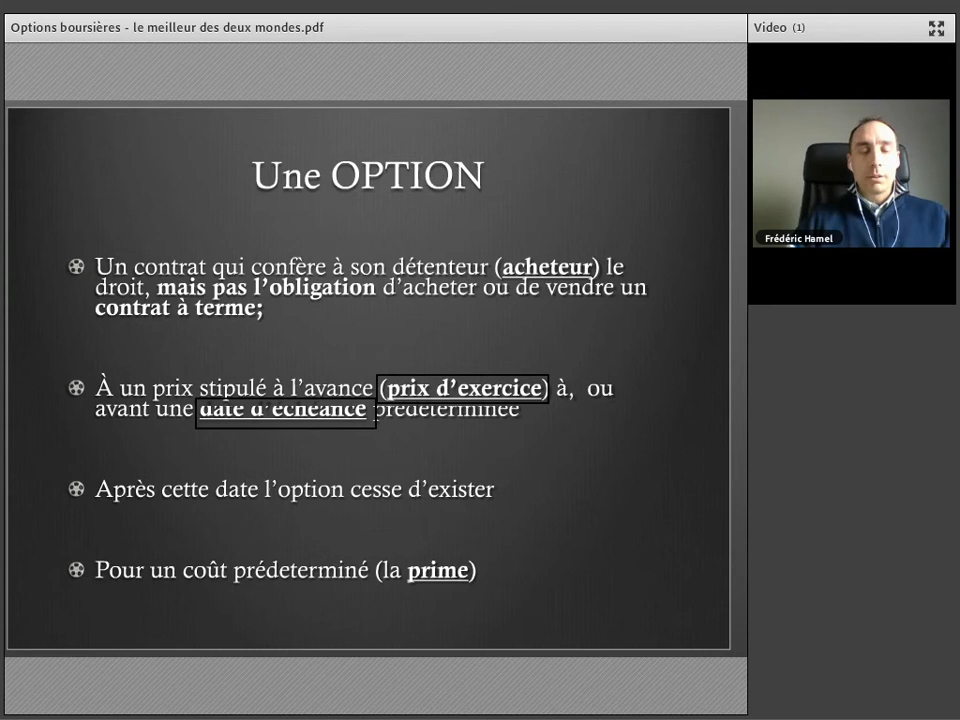 Options boursières - le meilleur des deux mondes.pdf
Video (1)
Une OPTION
Un contrat qui confère à son détenteur (acheteur) le
droit, mais pas l'obligation d'acheter ou de vendre un
contrat à terme;
À un prix stipulé à l'avance (prix d'exercice) à, ou
avant une date d'échéance prédéterminée
Après cette date l'option cesse d'exister
Pour un coût prédeterminé (la prime)
Frédéric Hamel